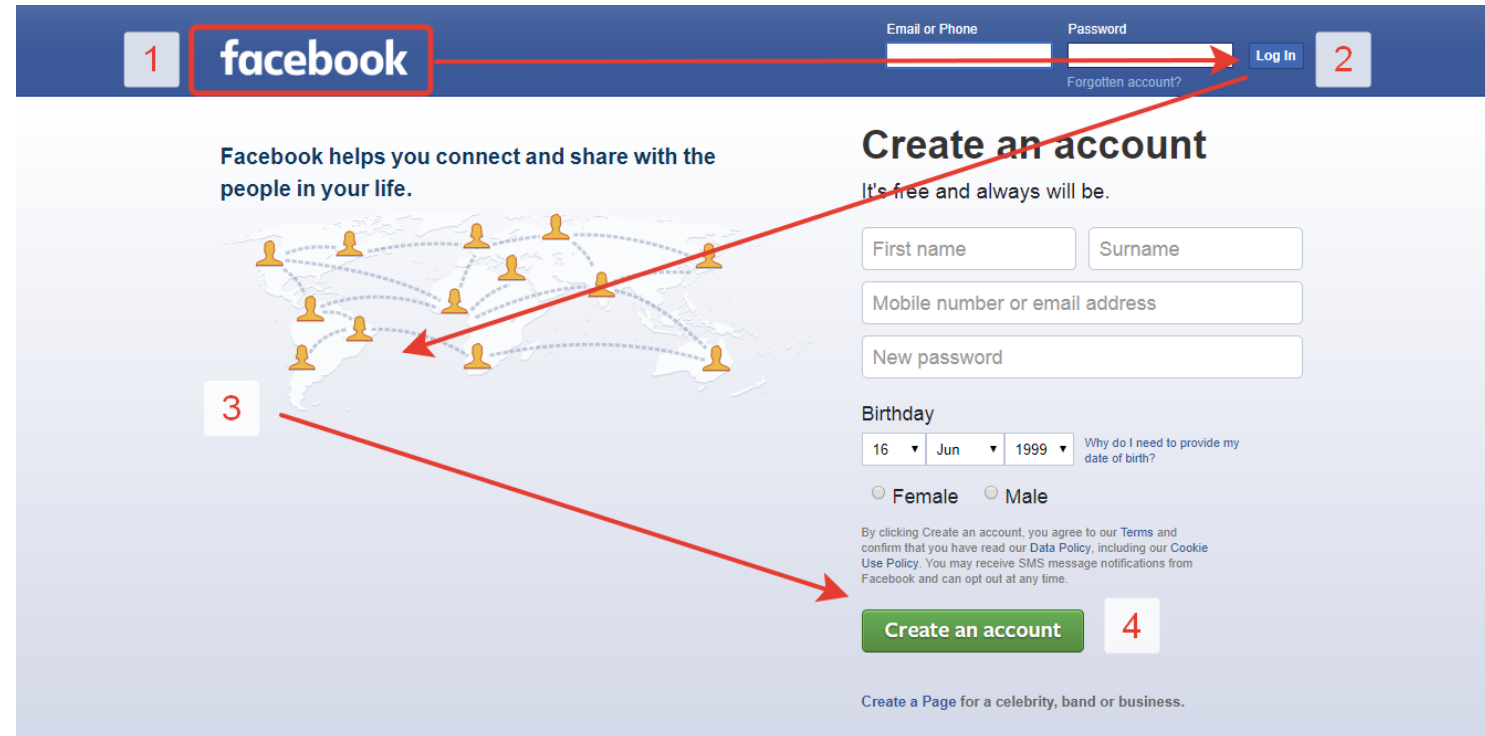 1
facebook
Email or Phone
Password
Log In
2
Forgotten account?
Facebook helps you connect and share with the
people in your life.
3
Create an account
It's free and always will be.
First name
Surname
Mobile number or email address
New password
Birthday
16 Jun 1999
Why do I need to provide my
date of birth?
Female Male
By clicking Create an account, you agree to our Terms and
confirm that you have read our Data Policy, including our Cookie
Use Policy. You may receive SMS message notifications from
Facebook and can opt out at any time.
Create an account
4
Create a Page for a celebrity, band or business.